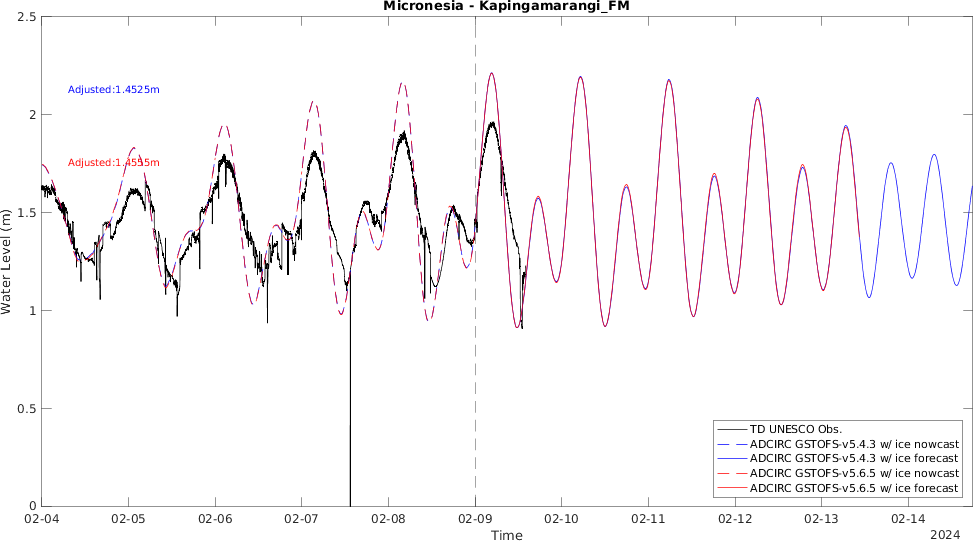 Micronesia - Kapingamarangi_FM
2.5
2
1.5
1
0.5
0
Water Level (m)
Adjusted:1.4525m
Adjusted:1.4555m
TD UNESCO Obs.
ADCIRC GSTOFS-v5.4.3 w/ ice nowcast
ADCIRC GSTOFS-v5.4.3 w/ ice forecast
ADCIRC GSTOFS-v5.6.5 w/ ice nowcast
ADCIRC GSTOFS-v5.6.5 w/ ice forecast
02-04 02-05 02-06 02-07 02-08 02-09 02-10 02-11 02-12 02-13 02-14
Time
2024